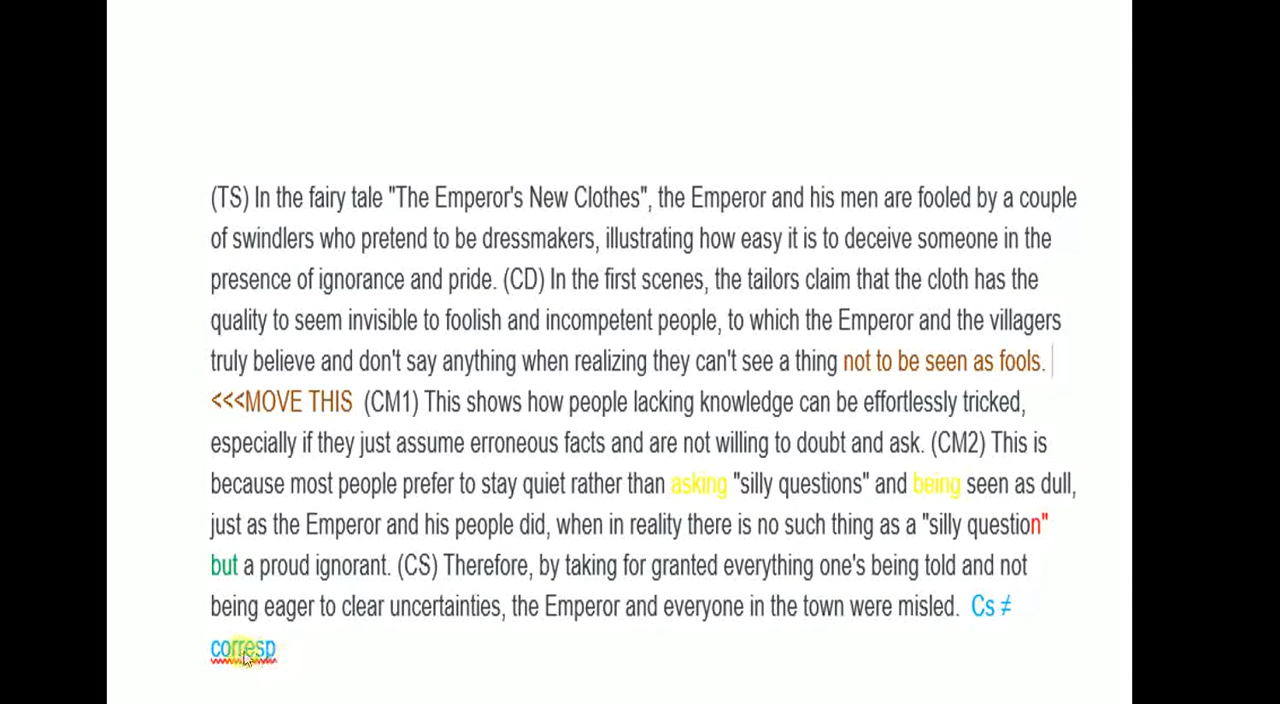 (TS) In the fairy tale "The Emperor's New Clothes", the Emperor and his men are fooled by a couple
of swindlers who pretend to be dressmakers, illustrating how easy it is to deceive someone in the
presence of ignorance and pride. (CD) In the first scenes, the tailors claim that the cloth has the
quality to seem invisible to foolish and incompetent people, to which the Emperor and the villagers
truly believe and don't say anything when realizing they can't see a thing not to be seen as fools.
<<<MOVE THIS (CM1) This shows how people lacking knowledge can be effortlessly tricked,
especially if they just assume erroneous facts and are not willing to doubt and ask. (CM2) This is
because most people prefer to stay quiet rather than asking "silly questions" and being seen as dull,
just as the Emperor and his people did, when in reality there is no such thing as a "silly question"
but a proud ignorant. (CS) Therefore, by taking for granted everything one's being told and not
being eager to clear uncertainties, the Emperor and everyone in the town were misled. Cs ≠
corresp